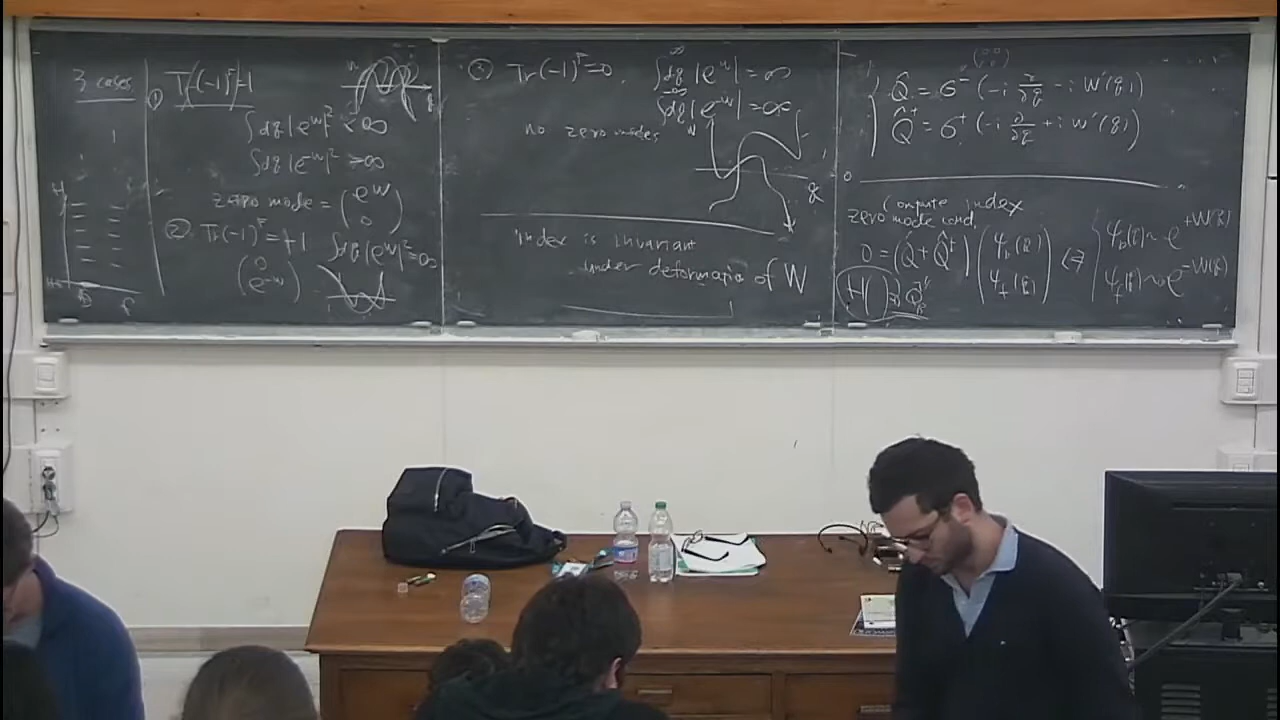 3 cases
① Tr(-1)^F = 1
∫dq |e^W|² < ∞
∫dq |e^{-W}|² = ∞
zero mode = (e^W 0)
② Tr(-1)^F = +1
∫dq |e^W|² = ∞
(0 e^{-W})
③ Tr(-1)^F = 0.
∫dq |e^W| = ∞
∫dq |e^{-W}| = ∞
no zero modes
q
index is invariant
under deformation of W
Q̂ = σ^- (-i ∂/∂q - i W'(q))
Q̂^+ = σ^+ (-i ∂/∂q + i W'(q))
Compute index
zero mode cond.
0 = (Q̂ + Q̂^†) (ψ_b(q) ψ_f(q)) ⇔ { ψ_b(q) ~ e^{+W(q)}
ψ_f(q) ~ e^{-W(q)}